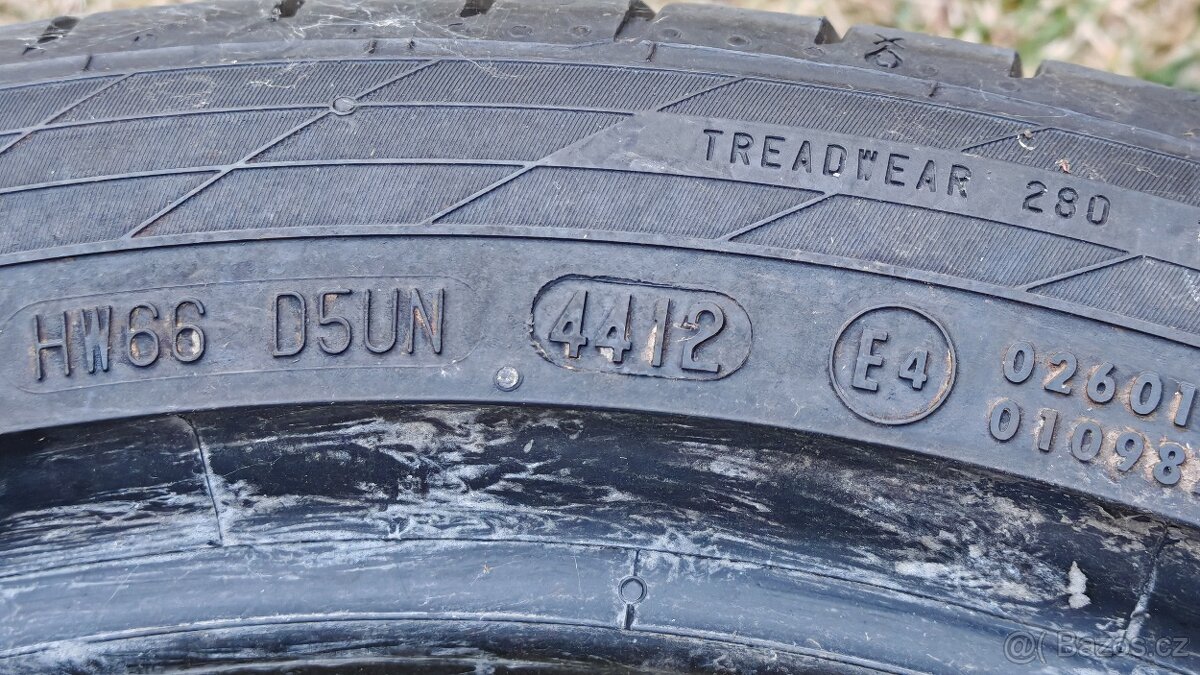 TREADWEAR 280
HW66 D5UN 4412 E4 02601
01098
@ Bazos.cz